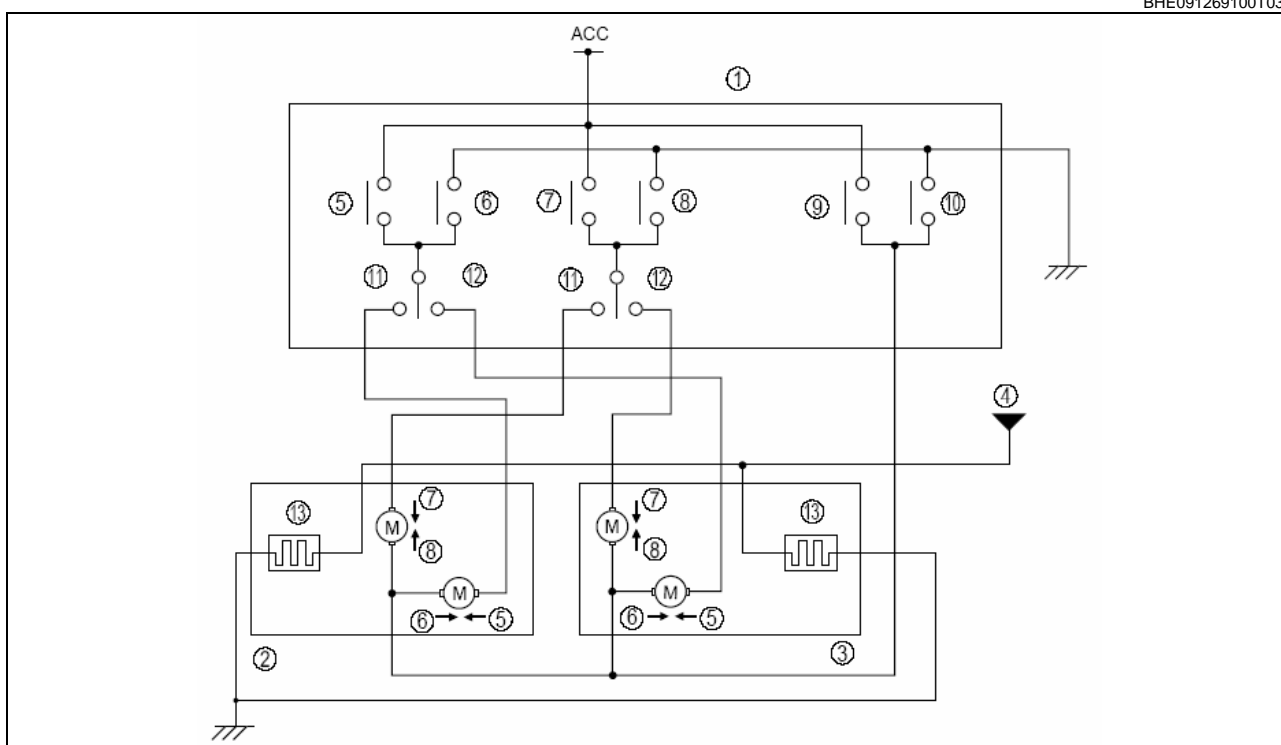 BHE091269100T03
ACC
①
⑤ ⑥ ⑦ ⑧ ⑨ ⑩
⑪ ⑫ ⑪ ⑫
④
⑬ ⑦ ⑦ ⑬
⑧ ⑧
M M
M M
⑥ ⑤ ⑥ ⑤
② ③